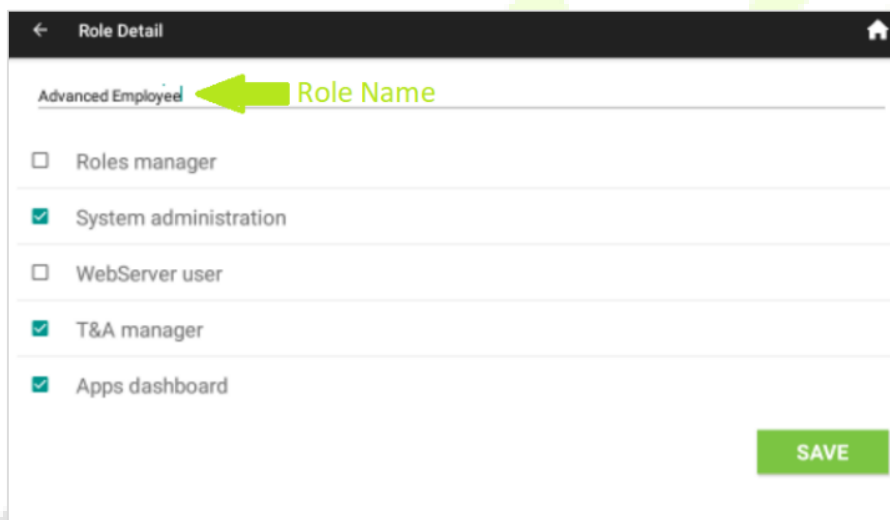 Role Detail
Advanced Employee Role Name
Roles manager
System administration
WebServer user
T&A manager
Apps dashboard
SAVE